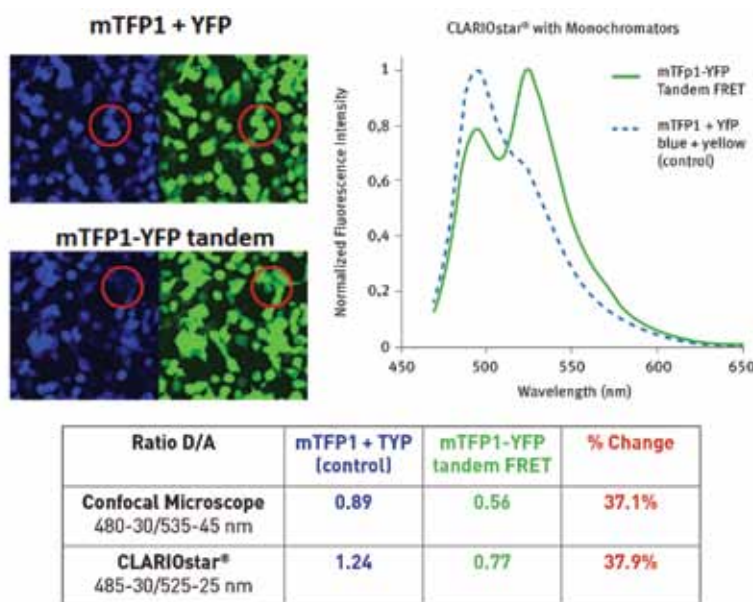 mTFP1 + YFP
mTFP1-YFP tandem
CLARIOstar® with Monochromators
Normalized Fluorescence Intensity
1
0,8
0,6
0,4
0,2
0
450
500
550
600
650
Wavelength (nm)
mTFp1-YFP
Tandem FRET
mTFP1 + YfP
blue + yellow
(control)
Ratio D/A
mTFP1 + TYP
(control)
mTFP1-YFP
tandem FRET
% Change
Confocal Microscope
480-30/535-45 nm
0.89
0.56
37.1%
CLARIOstar®
485-30/525-25 nm
1.24
0.77
37.9%